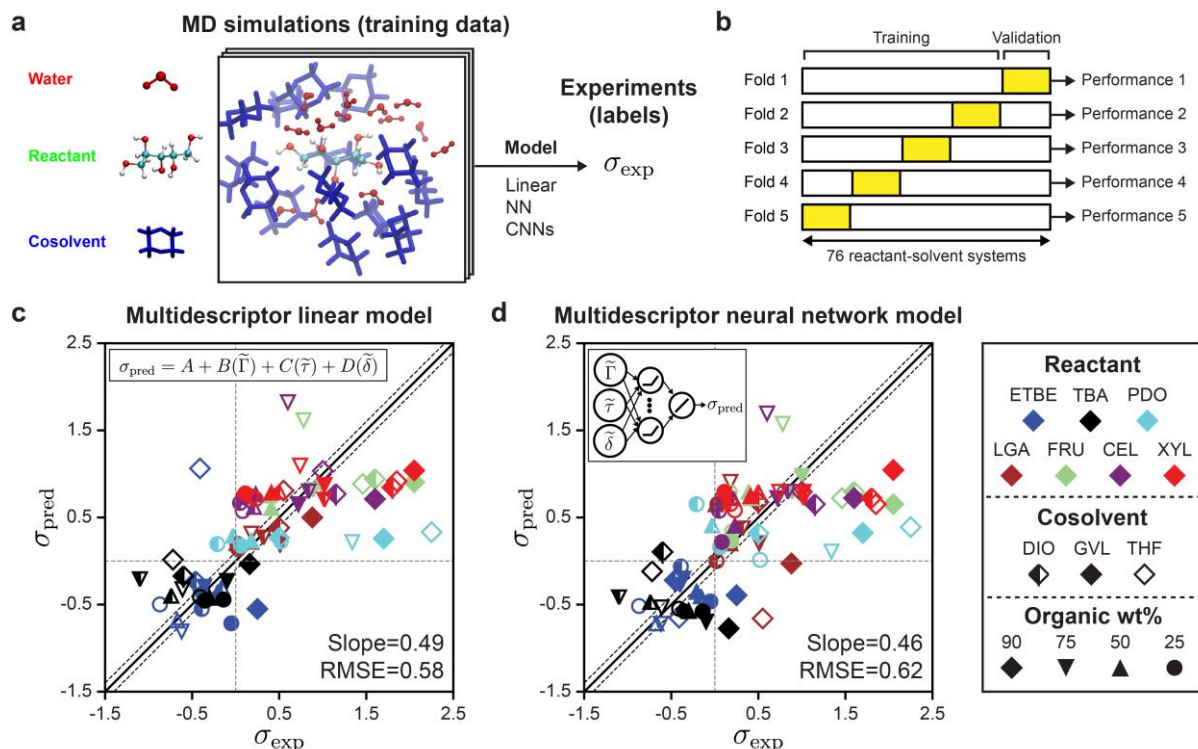 a
MD simulations (training data)
Water
Reactant
Cosolvent
Model
Linear
NN
CNNs
Experiments
(labels)
σexp
b
Training
Validation
Fold 1
Performance 1
Fold 2
Performance 2
Fold 3
Performance 3
Fold 4
Performance 4
Fold 5
Performance 5
76 reactant-solvent systems
c
Multidescriptor linear model
σpred = A + B(Γ̃) + C(τ̃) + D(δ̃)
σpred
2.5
1.5
0.5
-0.5
-1.5
Slope=0.49
RMSE=0.58
-1.5
-0.5
0.5
1.5
2.5
σexp
d
Multidescriptor neural network model
Γ̃
τ̃
δ̃
σpred
σpred
2.5
1.5
0.5
-0.5
-1.5
Slope=0.46
RMSE=0.62
-1.5
-0.5
0.5
1.5
2.5
σexp
Reactant
ETBE TBA PDO
LGA FRU CEL XYL
Cosolvent
DIO GVL THF
Organic wt%
90 75 50 25